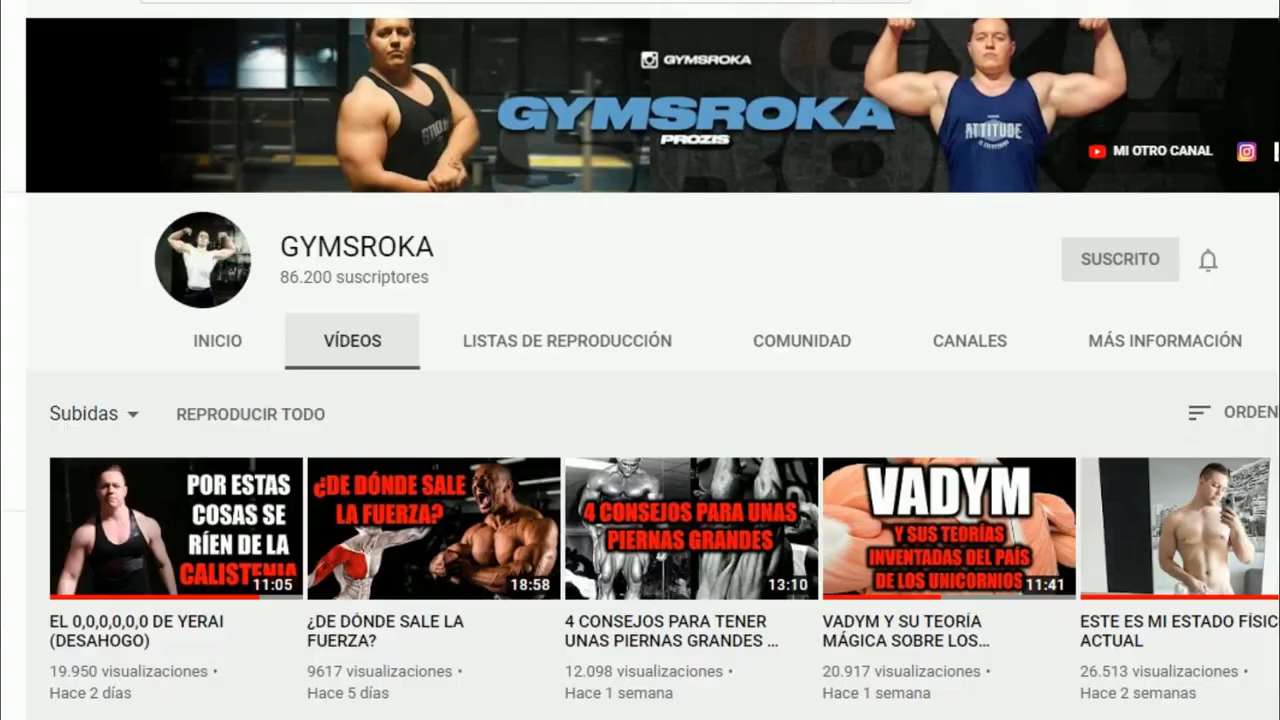 GYMSROKA
GYMSROKA
PROZIS
ATTITUDE
MI OTRO CANAL
GYMSROKA
86.200 suscriptores
SUSCRITO
INICIO
VÍDEOS
LISTAS DE REPRODUCCIÓN
COMUNIDAD
CANALES
MÁS INFORMACIÓN
Subidas
REPRODUCIR TODO
ORDEN
POR ESTAS
COSAS SE
RÍEN DE LA
CALISTENIA
11:05
EL 0,0,0,0,0,0 DE YERAI
(DESAHOGO)
19.950 visualizaciones •
Hace 2 días
¿DE DÓNDE SALE
LA FUERZA?
18:58
¿DE DÓNDE SALE LA
FUERZA?
9617 visualizaciones •
Hace 5 días
4 CONSEJOS PARA UNAS
PIERNAS GRANDES
13:10
4 CONSEJOS PARA TENER
UNAS PIERNAS GRANDES ...
12.098 visualizaciones •
Hace 1 semana
VADYM
Y SUS TEORÍAS
INVENTADAS DEL PAÍS
DE LOS UNICORNIOS
11:41
VADYM Y SU TEORÍA
MÁGICA SOBRE LOS...
20.917 visualizaciones •
Hace 1 semana
ESTE ES MI ESTADO FÍSIC
ACTUAL
26.513 visualizaciones •
Hace 2 semanas